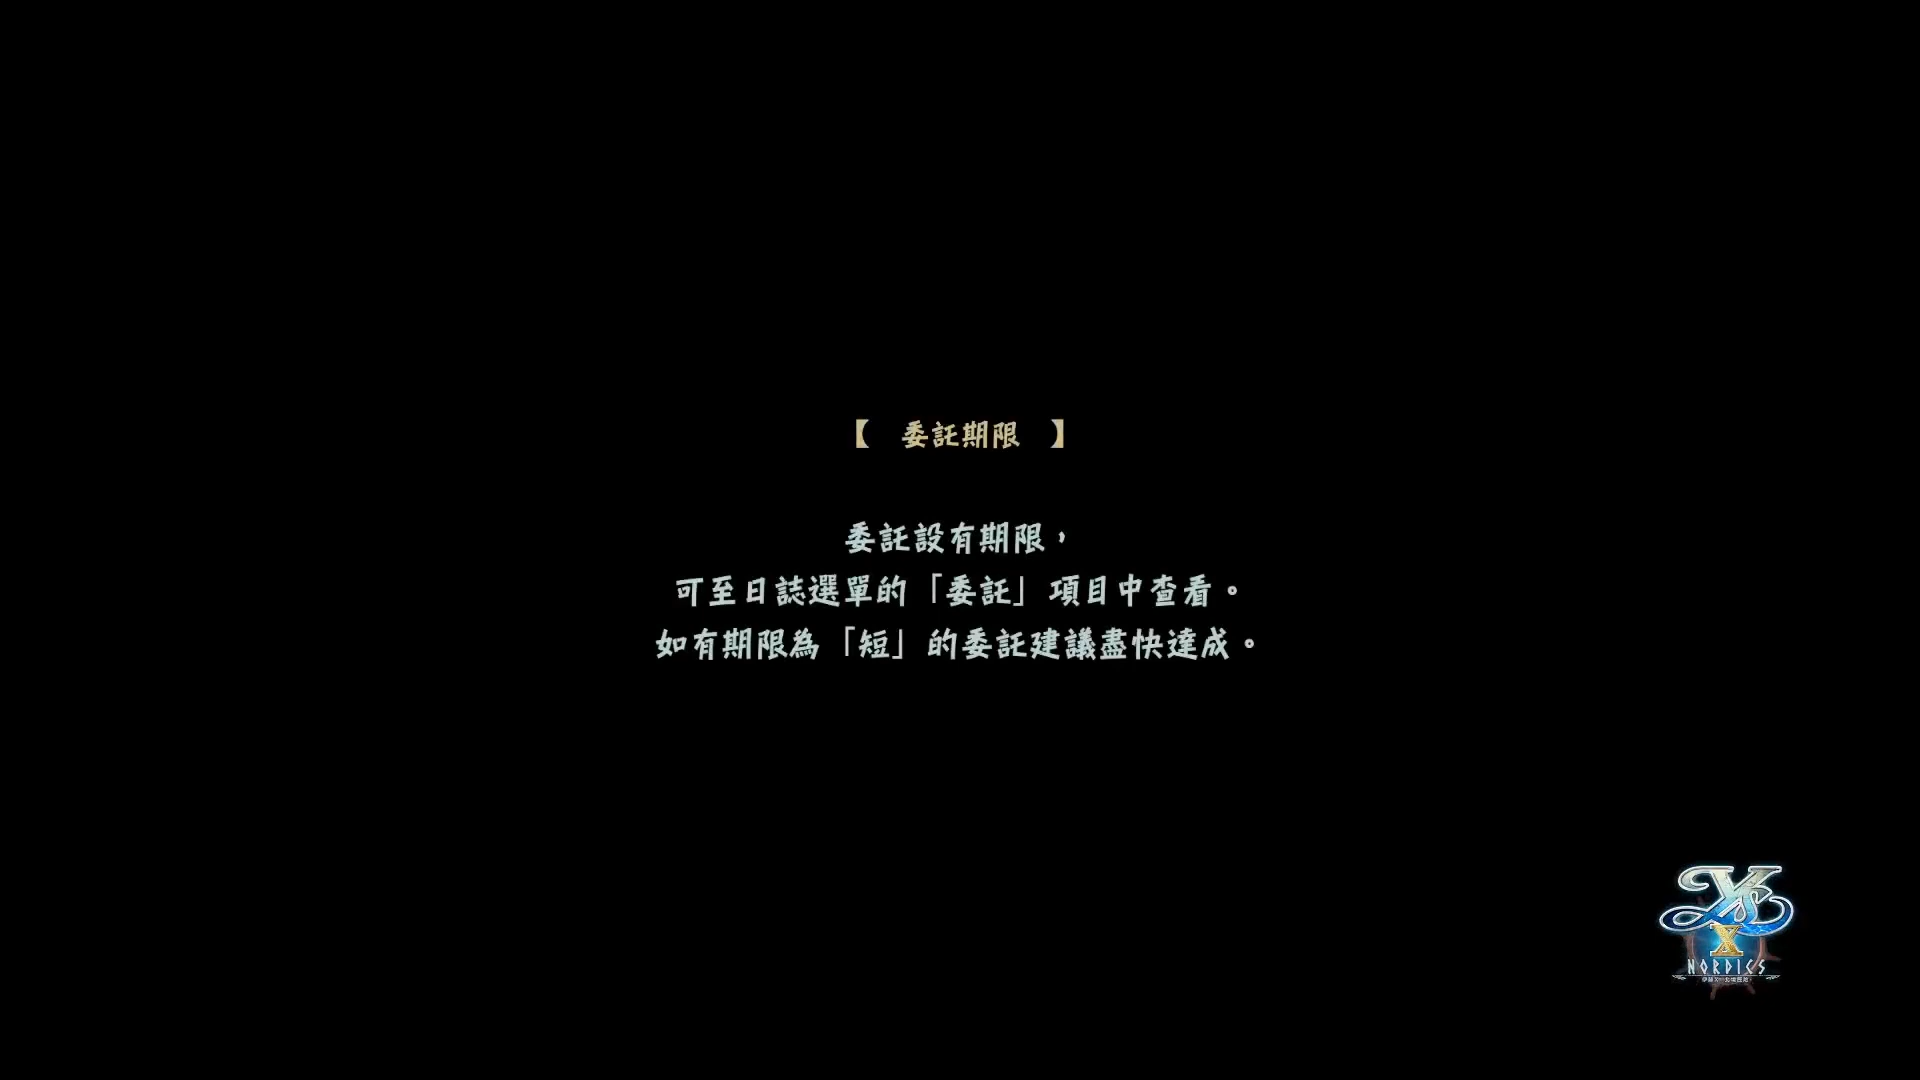 【 委託期限 】
委託設有期限，
可至日誌選單的「委託」項目中查看。
如有期限為「短」的委託建議盡快達成。
Ys
X
NORDICS